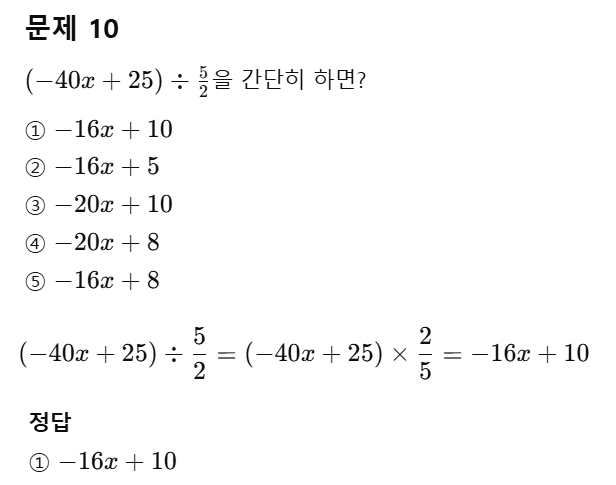 문제 10
(−40x + 25) ÷ 5/2을 간단히 하면?
① −16x + 10
② −16x + 5
③ −20x + 10
④ −20x + 8
⑤ −16x + 8
(−40x + 25) ÷ 5/2 = (−40x + 25) × 2/5 = −16x + 10
정답
① −16x + 10